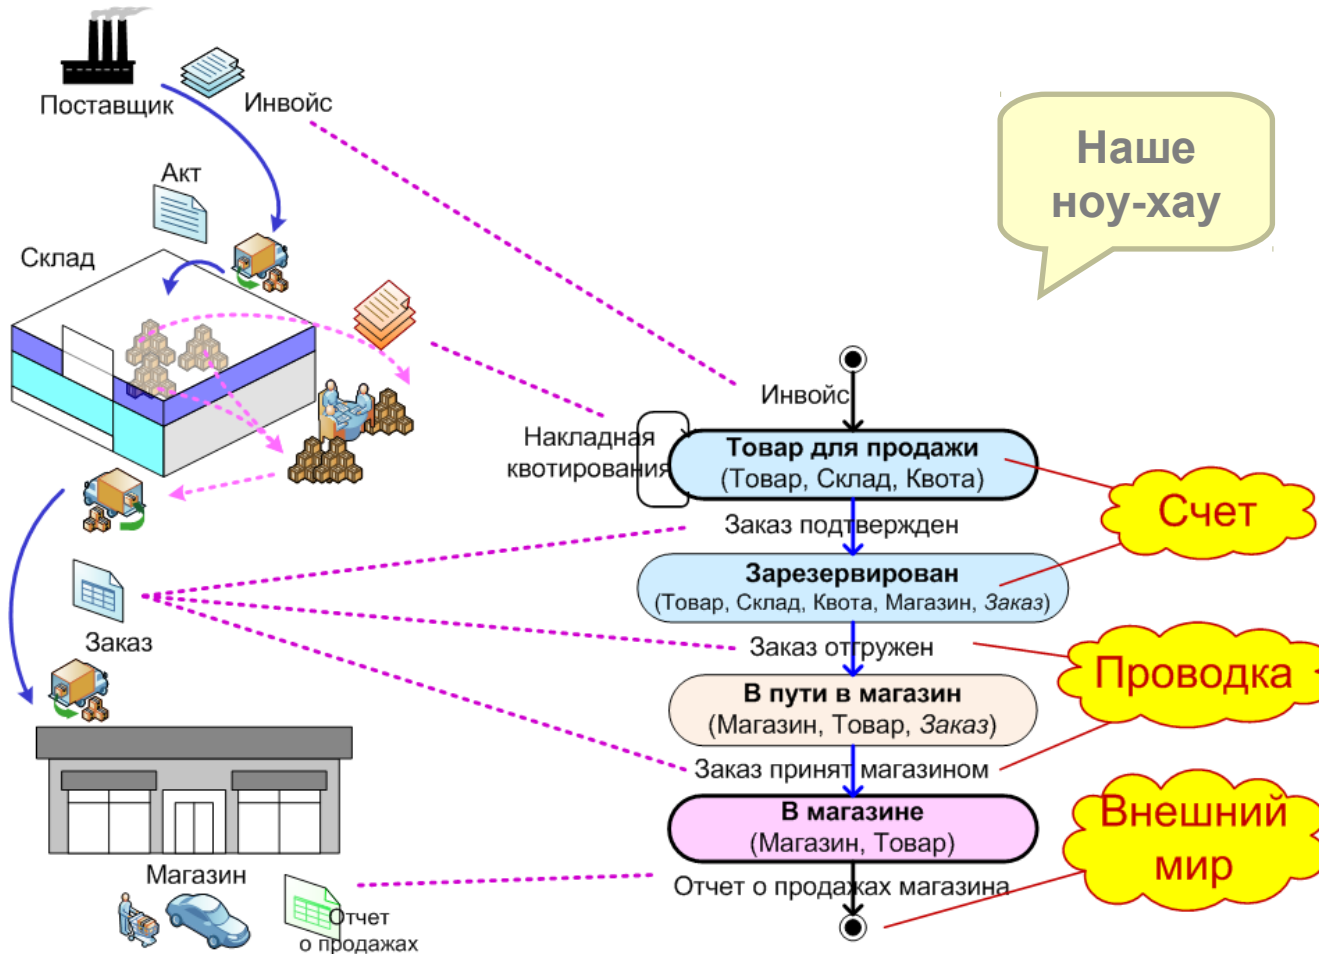 Поставщик
Инвойс
Акт
Склад
Заказ
Магазин
Отчет
о продажах
Наше
ноу-хау
Инвойс
Накладная
квотирования
Товар для продажи
(Товар, Склад, Квота)
Заказ подтвержден
Зарезервирован
(Товар, Склад, Квота, Магазин, Заказ)
Заказ отгружен
В пути в магазин
(Магазин, Товар, Заказ)
Заказ принят магазином
В магазине
(Магазин, Товар)
Отчет о продажах магазина
Счет
Проводка
Внешний
мир